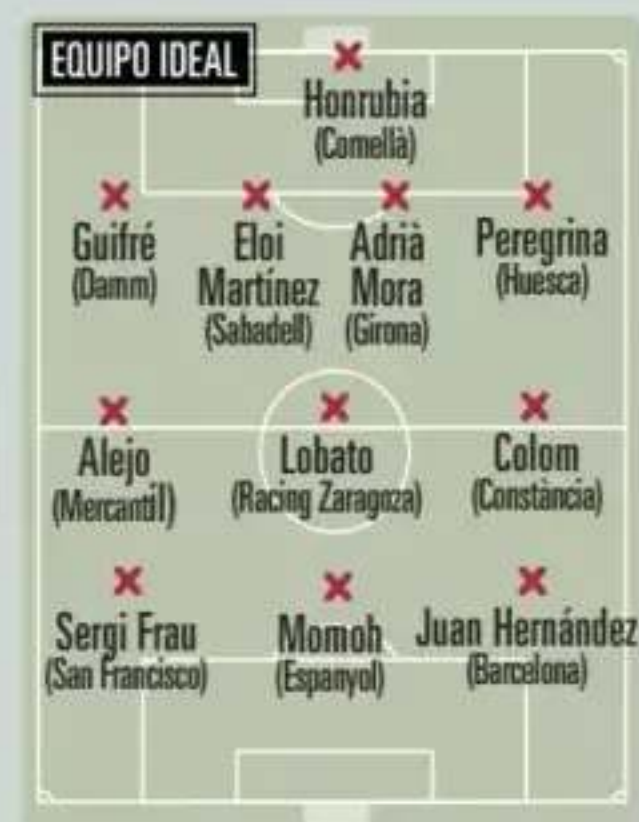 EQUIPO IDEAL
Honrubia
(Comellà)
Guifré
(Damm)
Eloi
Martínez
(Sabadell)
Adrià
Mora
(Girona)
Peregrina
(Huesca)
Alejo
(Mercantil)
Lobato
(Racing Zaragoza)
Colom
(Constància)
Sergi Frau
(San Francisco)
Momoh
(Espanyol)
Juan Hernández
(Barcelona)